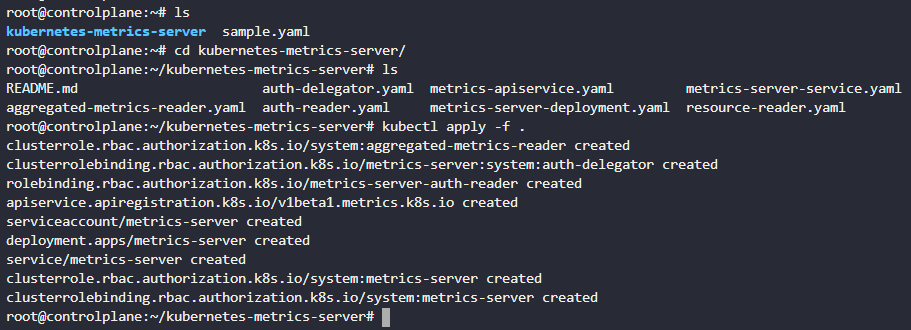 root@controlplane:~# ls
kubernetes-metrics-server  sample.yaml
root@controlplane:~# cd kubernetes-metrics-server/
root@controlplane:~/kubernetes-metrics-server# ls
README.md                       auth-delegator.yaml  metrics-apiservice.yaml         metrics-server-service.yaml
aggregated-metrics-reader.yaml  auth-reader.yaml     metrics-server-deployment.yaml  resource-reader.yaml
root@controlplane:~/kubernetes-metrics-server# kubectl apply -f .
clusterrole.rbac.authorization.k8s.io/system:aggregated-metrics-reader created
clusterrolebinding.rbac.authorization.k8s.io/metrics-server:system:auth-delegator created
rolebinding.rbac.authorization.k8s.io/metrics-server-auth-reader created
apiservice.apiregistration.k8s.io/v1beta1.metrics.k8s.io created
serviceaccount/metrics-server created
deployment.apps/metrics-server created
service/metrics-server created
clusterrole.rbac.authorization.k8s.io/system:metrics-server created
clusterrolebinding.rbac.authorization.k8s.io/system:metrics-server created
root@controlplane:~/kubernetes-metrics-server#